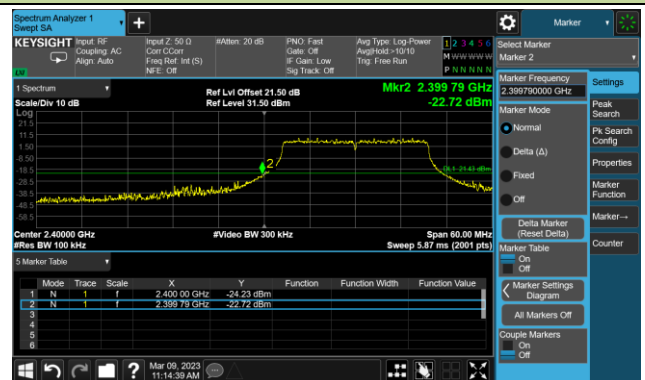 Spectrum Analyzer 1
Swept SA
+
Marker
KEYSIGHT
Input: RF
Coupling: AC
Align: Auto
Input Z: 50 Ω
Corr CCorr
Freq Ref: Int (S)
NFE: Off
#Atten: 20 dB
PNO: Fast
Gate: Off
IF Gain: Low
Sig Track: Off
Avg Type: Log-Power
Avg|Hold:>10/10
Trig: Free Run
1 2 3 4 5 6
M W W W W W
P N N N N N
LU
Select Marker
Marker 2
1 Spectrum
Scale/Div 10 dB
Log
Ref Lvl Offset 21.50 dB
Ref Level 31.50 dBm
Mkr2 2.399 79 GHz
-22.72 dBm
21.5
11.5
1.50
-8.50
-18.5
-28.5
-38.5
-48.5
-58.5
2
DL1 -21.43 dBm
Center 2.40000 GHz
#Res BW 100 kHz
#Video BW 300 kHz
Span 60.00 MHz
Sweep 5.87 ms (2001 pts)
5 Marker Table
Mode Trace Scale X Y Function Function Width Function Value
1 N 1 f 2.400 00 GHz -24.23 dBm
2 N 1 f 2.399 79 GHz -22.72 dBm
3
4
5
6
Marker Frequency
2.399790000 GHz
Marker Mode
Normal
Delta (Δ)
Fixed
Off
Delta Marker
(Reset Delta)
Marker Table
On
Off
Marker Settings
Diagram
All Markers Off
Couple Markers
On
Off
Settings
Peak
Search
Pk Search
Config
Properties
Marker
Function
Marker→
Counter
?
Mar 09, 2023
11:14:39 AM